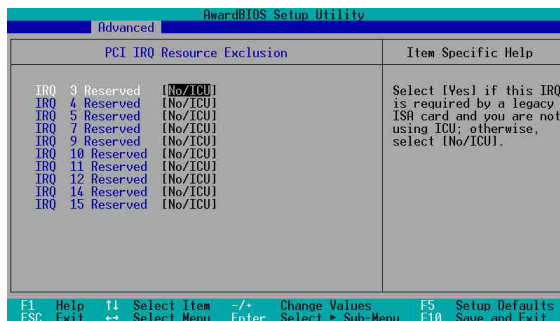 AwardBIOS Setup Utility
Advanced
PCI IRQ Resource Exclusion
Item Specific Help
IRQ 3 Reserved [No/ICU]
IRQ 4 Reserved [No/ICU]
IRQ 5 Reserved [No/ICU]
IRQ 7 Reserved [No/ICU]
IRQ 9 Reserved [No/ICU]
IRQ 10 Reserved [No/ICU]
IRQ 11 Reserved [No/ICU]
IRQ 12 Reserved [No/ICU]
IRQ 14 Reserved [No/ICU]
IRQ 15 Reserved [No/ICU]
Select [Yes] if this IRQ
is required by a legacy
ISA card and you are not
using ICU; otherwise,
select [No/ICU].
F1 Help ↑↓ Select Item -/+ Change Values F5 Setup Defaults
ESC Exit ↔ Select Menu Enter Select ► Sub-Menu F10 Save and Exit